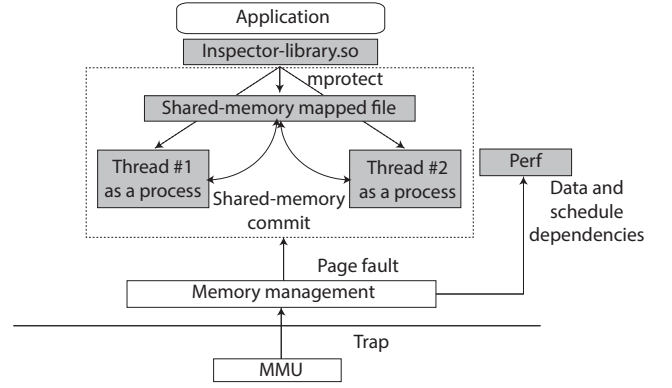 Application
Inspector-library.so
mprotect
Shared-memory mapped file
Thread #1
as a process
Thread #2
as a process
Shared-memory
commit
Perf
Data and
schedule
dependencies
Page fault
Memory management
Trap
MMU